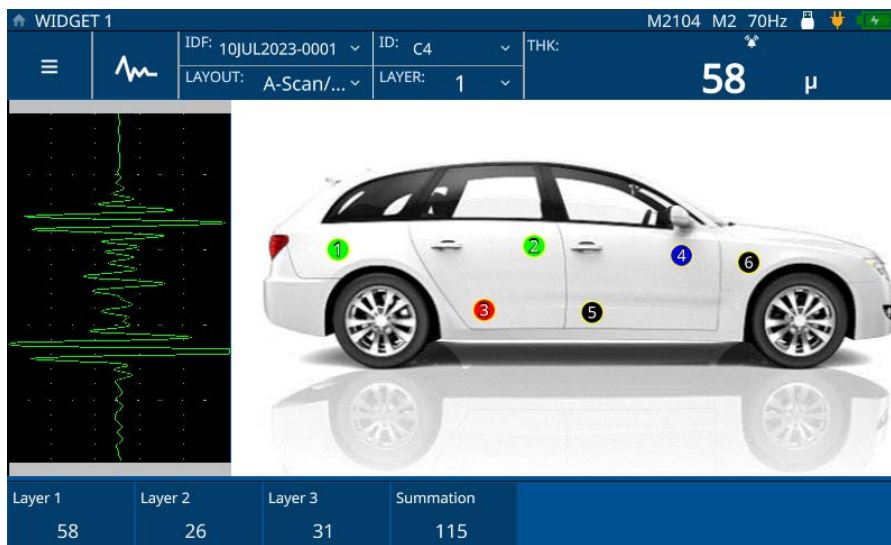 WIDGET 1 M2104 M2 70Hz
IDF: 10JUL2023-0001 ID: C4 THK:
LAYOUT: A-Scan/... LAYER: 1 58 µ
1 2 4 6
3 5
Layer 1 Layer 2 Layer 3 Summation
58 26 31 115